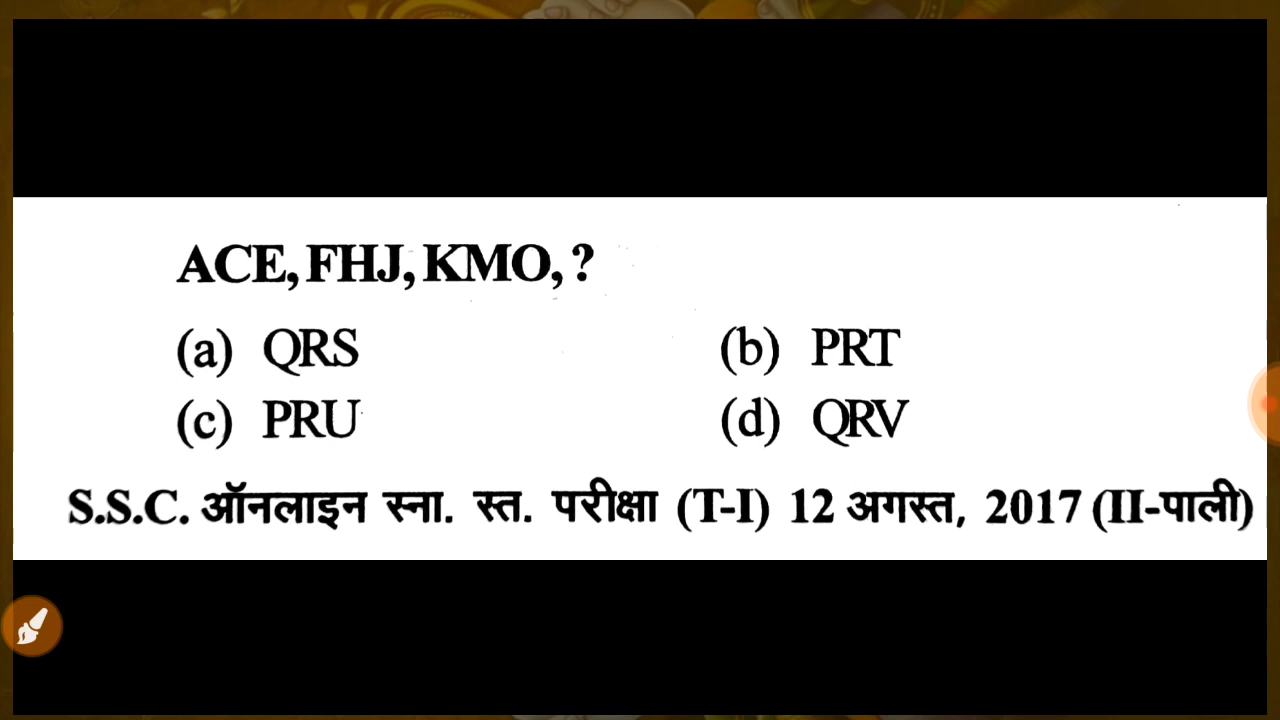 ACE, FHJ, KMO, ?
(a) QRS (b) PRT
(c) PRU (d) QRV
S.S.C. ऑनलाइन स्ना. स्त. परीक्षा (T-I) 12 अगस्त, 2017 (II-पाली)